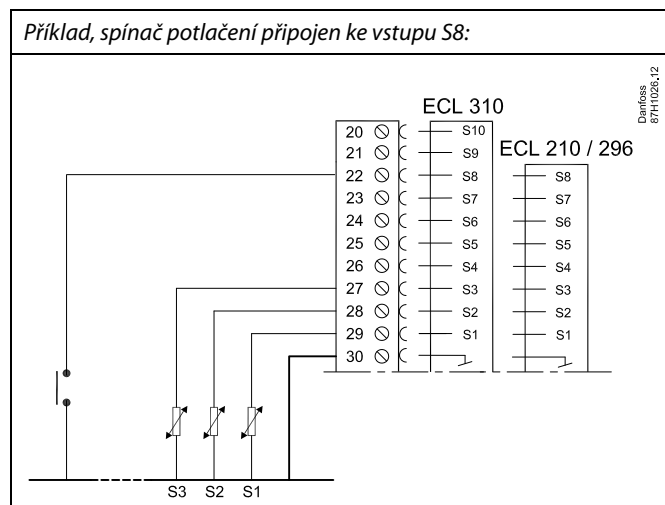 Příklad, spínač potlačení připojen ke vstupu S8:
Danfoss
87H1026.12
ECL 310
ECL 210 / 296
20 S10
21 S9
22 S8 S8
23 S7 S7
24 S6 S6
25 S5 S5
26 S4 S4
27 S3 S3
28 S2 S2
29 S1 S1
30
S3 S2 S1